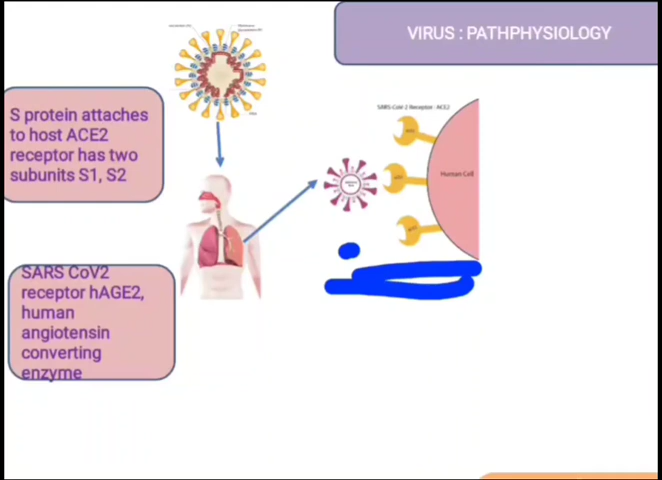 VIRUS : PATHPHYSIOLOGY
S protein attaches
to host ACE2
receptor has two
subunits S1, S2
SARS-CoV-2 Receptor : ACE2
Human Cell
SARS CoV2
receptor hAGE2,
human
angiotensin
converting
enzyme